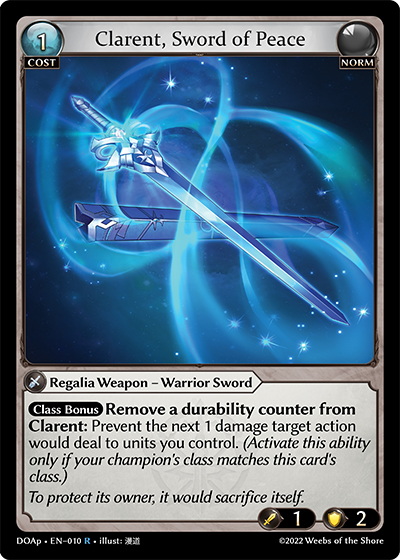 1
Clarent, Sword of Peace
COST
NORM
Regalia Weapon – Warrior Sword
Class Bonus Remove a durability counter from
Clarent: Prevent the next 1 damage target action
would deal to units you control. (Activate this ability
only if your champion's class matches this card's
class.)
To protect its owner, it would sacrifice itself.
1
2
DOAp • EN-010 R • illust: 漫道
©2022 Weebs of the Shore